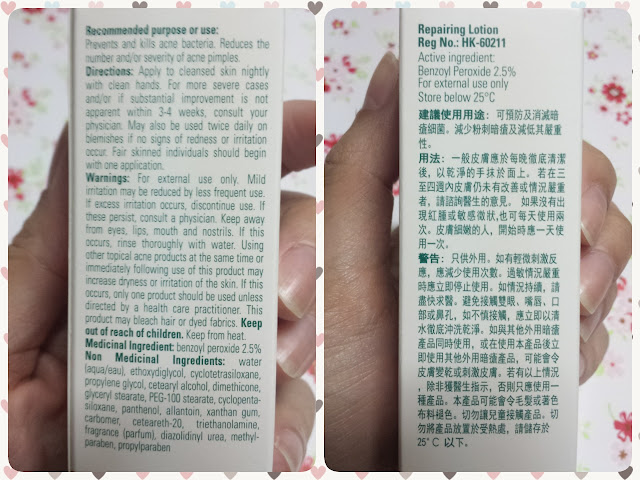 Recommended purpose or use:
Prevents and kills acne bacteria. Reduces the
number and/or severity of acne pimples.
Directions: Apply to cleansed skin nightly
with clean hands. For more severe cases
and/or if substantial improvement is not
apparent within 3-4 weeks, consult your
physician. May also be used twice daily on
blemishes if no signs of redness or irritation
occur. Fair skinned individuals should begin
with one application.
Warnings: For external use only. Mild
irritation may be reduced by less frequent use.
If excess irritation occurs, discontinue use. If
these persist, consult a physician. Keep away
from eyes, lips, mouth and nostrils. If this
occurs, rinse thoroughly with water. Using
other topical acne products at the same time or
immediately following use of this product may
increase dryness or irritation of the skin. If this
occurs, only one product should be used unless
directed by a health care practitioner. This
product may bleach hair or dyed fabrics. Keep
out of reach of children. Keep from heat.
Medicinal Ingredient: benzoyl peroxide 2.5%
Non Medicinal Ingredients: water
(aqua/eau), ethoxydiglycol, cyclotetrasiloxane,
propylene glycol, cetearyl alcohol, dimethicone,
glyceryl stearate, PEG-100 stearate, cyclopenta-
siloxane, panthenol, allantoin, xanthan gum,
carbomer, ceteareth-20, triethanolamine,
fragrance (parfum), diazolidinyl urea, methyl-
paraben, propylparaben
Repairing Lotion
Reg No.: HK-60211
Active ingredient:
Benzoyl Peroxide 2.5%
For external use only
Store below 25°C
建議使用用途：可預防及消滅暗
瘡細菌。減少粉刺暗瘡及減低其嚴重
性。
用法：一般皮膚應於每晚徹底清潔
後，以乾淨的手抹於面上。若在三
至四週內皮膚仍未有改善或情況嚴重
者，請諮詢醫生的意見。如果沒有出
現紅腫或敏感徵狀，也可每天使用兩
次。皮膚細嫩的人，開始時應一天使
用一次。
警告：只供外用。如有輕微刺激反
應，應減少使用次數。過敏情況嚴重
時應立即停止使用。如情況持續，請
盡快求醫。避免接觸雙眼、嘴唇、口
部或鼻孔，如不慎接觸，應立即以清
水徹底沖洗乾淨。如與其他外用暗瘡
產品同時使用，或在使用本產品後立
即使用其他外用暗瘡產品，可能會令
皮膚變乾或刺激皮膚。若有以上情況
，除非獲醫生指示，否則只應使用一
種產品。本產品可能會令毛髮或著色
布料褪色。切勿讓兒童接觸產品。切
勿將產品放置於受熱處，請儲存於
25°C 以下。